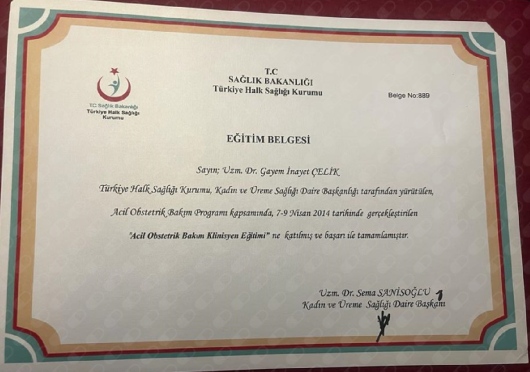 T.C
SAĞLIK BAKANLIĞI
Türkiye Halk Sağlığı Kurumu
T.C. Sağlık Bakanlığı
Türkiye Halk Sağlığı
Kurumu
Belge No:889
EĞİTİM BELGESİ
Sayın; Uzm. Dr. Gayem İnayet ÇELİK
Türkiye Halk Sağlığı Kurumu, Kadın ve Üreme Sağlığı Daire Başkanlığı tarafından yürütülen,
Acil Obstetrik Bakım Programı kapsamında, 7-9 Nisan 2014 tarihinde gerçekleştirilen
"Acil Obstetrik Bakım Klinisyen Eğitimi" ne katılmış ve başarı ile tamamlamıştır.
Uzm. Dr. Sema SANİSOĞLU
Kadın ve Üreme Sağlığı Daire Başkanı